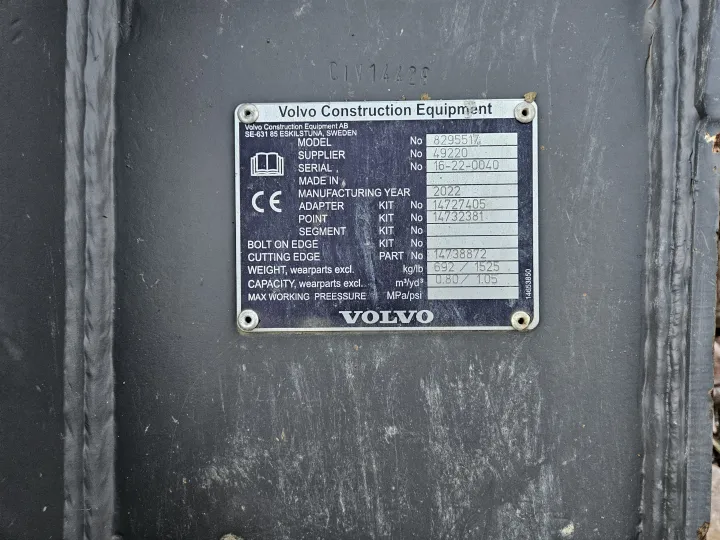 Volvo Construction Equipment
Volvo Construction Equipment AB
SE-631 85 ESKILSTUNA, SWEDEN
MODEL No 8295517
SUPPLIER No 49220
SERIAL No 16-22-0040
MADE IN
MANUFACTURING YEAR 2022
ADAPTER KIT No 14727405
POINT KIT No 14732381
SEGMENT KIT No
BOLT ON EDGE KIT No
CUTTING EDGE PART No 14738872
WEIGHT, wearparts excl. kg/lb 692 / 1525
CAPACITY, wearparts excl. m³/yd³ 0.80 / 1.05
MAX WORKING PRESSURE MPa/psi
VOLVO
CE
14653850